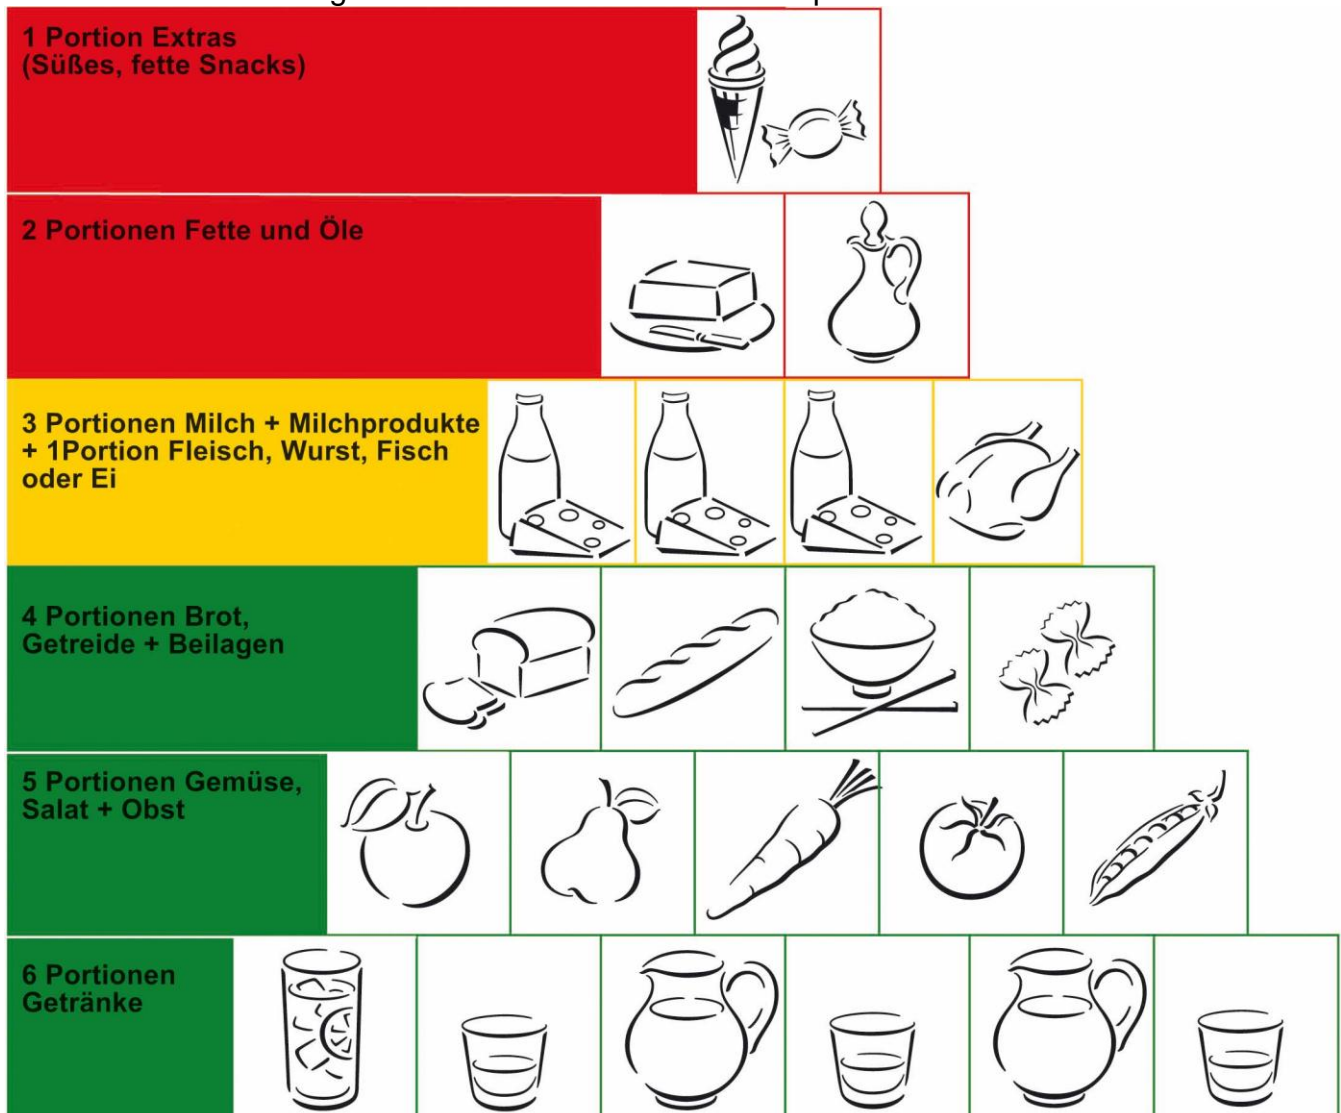 1 Portion Extras
(Süßes, fette Snacks)
2 Portionen Fette und Öle
3 Portionen Milch + Milchprodukte
+ 1Portion Fleisch, Wurst, Fisch
oder Ei
4 Portionen Brot,
Getreide + Beilagen
5 Portionen Gemüse,
Salat + Obst
6 Portionen
Getränke